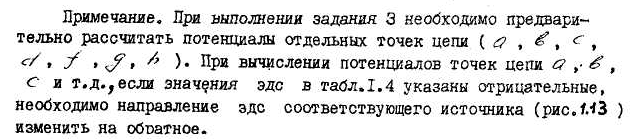 Примечание. При выполнении задания 3 необходимо предвари-
тельно рассчитать потенциалы отдельных точек цепи ( a , в , c ,
d , f , g , h ). При вычислении потенциалов точек цепи a , в ,
c и т.д., если значения эдс в табл.I.4 указаны отрицательные,
необходимо направление эдс соответствующего источника (рис.1.13 )
изменить на обратное.